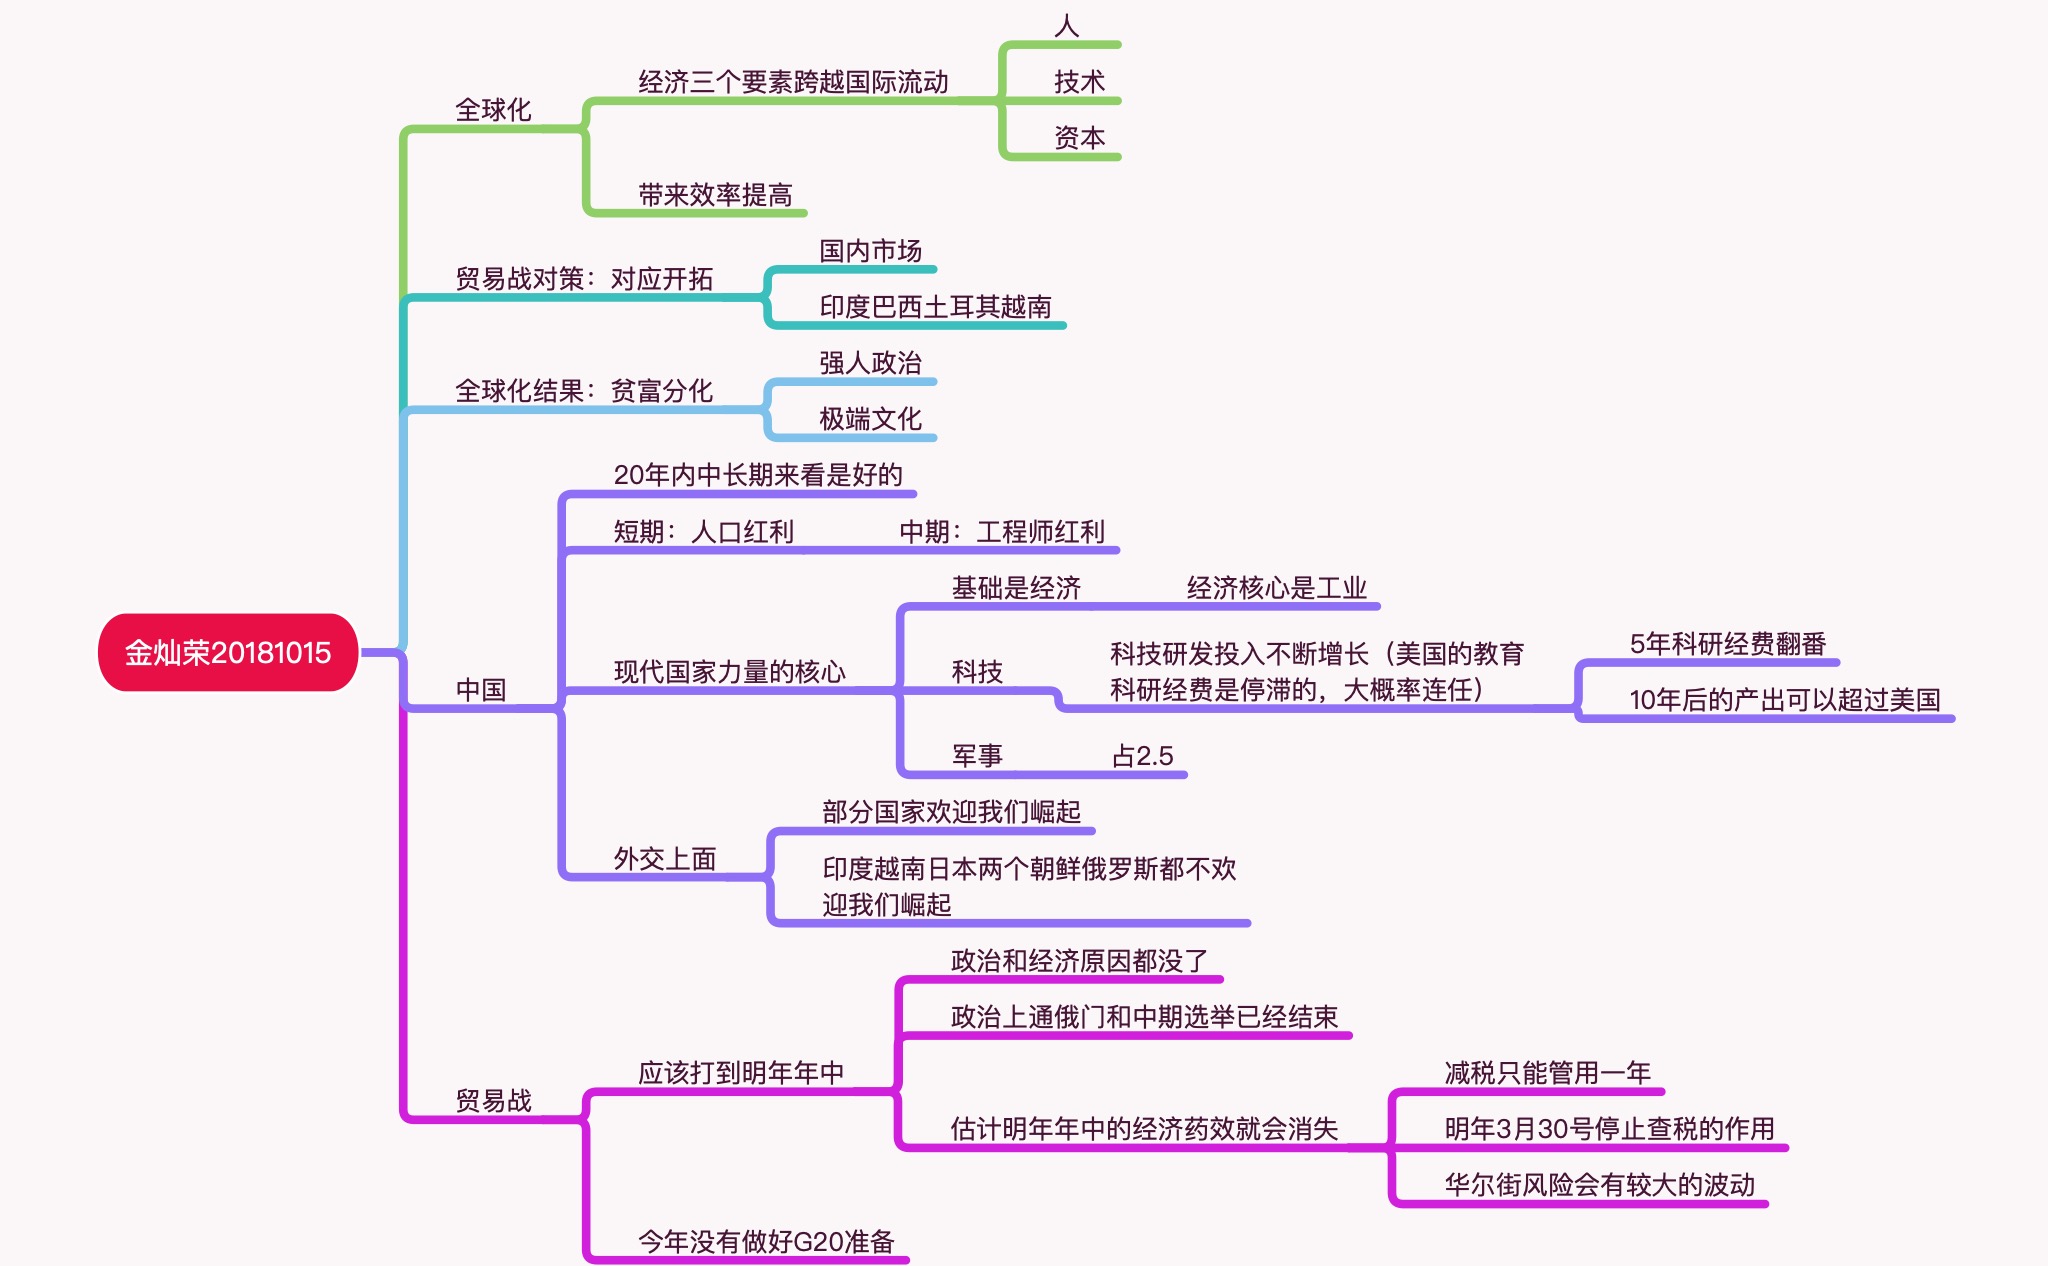 人
经济三个要素跨越国际流动
技术
全球化
资本
带来效率提高
国内市场
贸易战对策：对应开拓
印度巴西土耳其越南
强人政治
全球化结果：贫富分化
极端文化
20年内中长期来看是好的
短期：人口红利
中期：工程师红利
基础是经济
经济核心是工业
现代国家力量的核心
科技
科技研发投入不断增长（美国的教育
科研经费是停滞的，大概率连任）
5年科研经费翻番
10年后的产出可以超过美国
金灿荣20181015
中国
军事
占2.5
部分国家欢迎我们崛起
外交上面
印度越南日本两个朝鲜俄罗斯都不欢
迎我们崛起
政治和经济原因都没了
政治上通俄门和中期选举已经结束
应该打到明年年中
减税只能管用一年
贸易战
估计明年年中的经济药效就会消失
明年3月30号停止查税的作用
华尔街风险会有较大的波动
今年没有做好G20准备